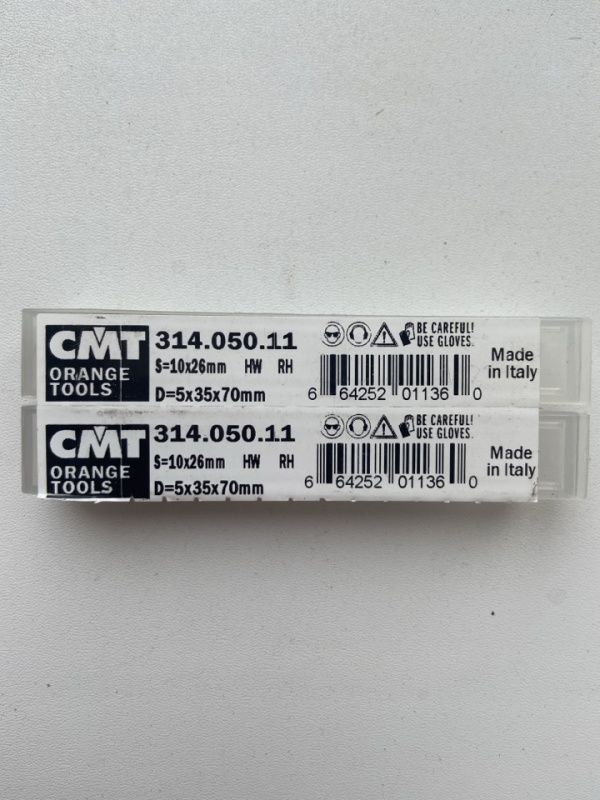 CMT
ORANGE
TOOLS
314.050.11
S=10x26mm HW RH
D=5x35x70mm
BE CAREFUL!
USE GLOVES.
6 64252 01136 0
Made
in Italy
CMT
ORANGE
TOOLS
314.050.11
S=10x26mm HW RH
D=5x35x70mm
BE CAREFUL!
USE GLOVES.
6 64252 01136 0
Made
in Italy